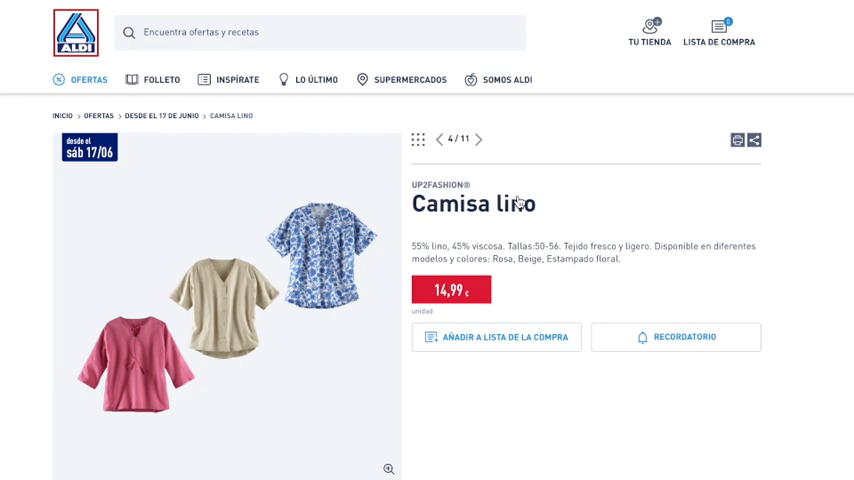 ALDI
Encuentra ofertas y recetas
TU TIENDA
0
LISTA DE COMPRA
OFERTAS
FOLLETO
INSPÍRATE
LO ÚLTIMO
SUPERMERCADOS
SOMOS ALDI
INICIO > OFERTAS > DESDE EL 17 DE JUNIO > CAMISA LINO
desde el
sáb 17/06
4 / 11
UP2FASHION®
Camisa lino
55% lino, 45% viscosa. Tallas:50-56. Tejido fresco y ligero. Disponible en diferentes
modelos y colores: Rosa, Beige, Estampado floral.
14,99 €
unidad
AÑADIR A LISTA DE LA COMPRA
RECORDATORIO